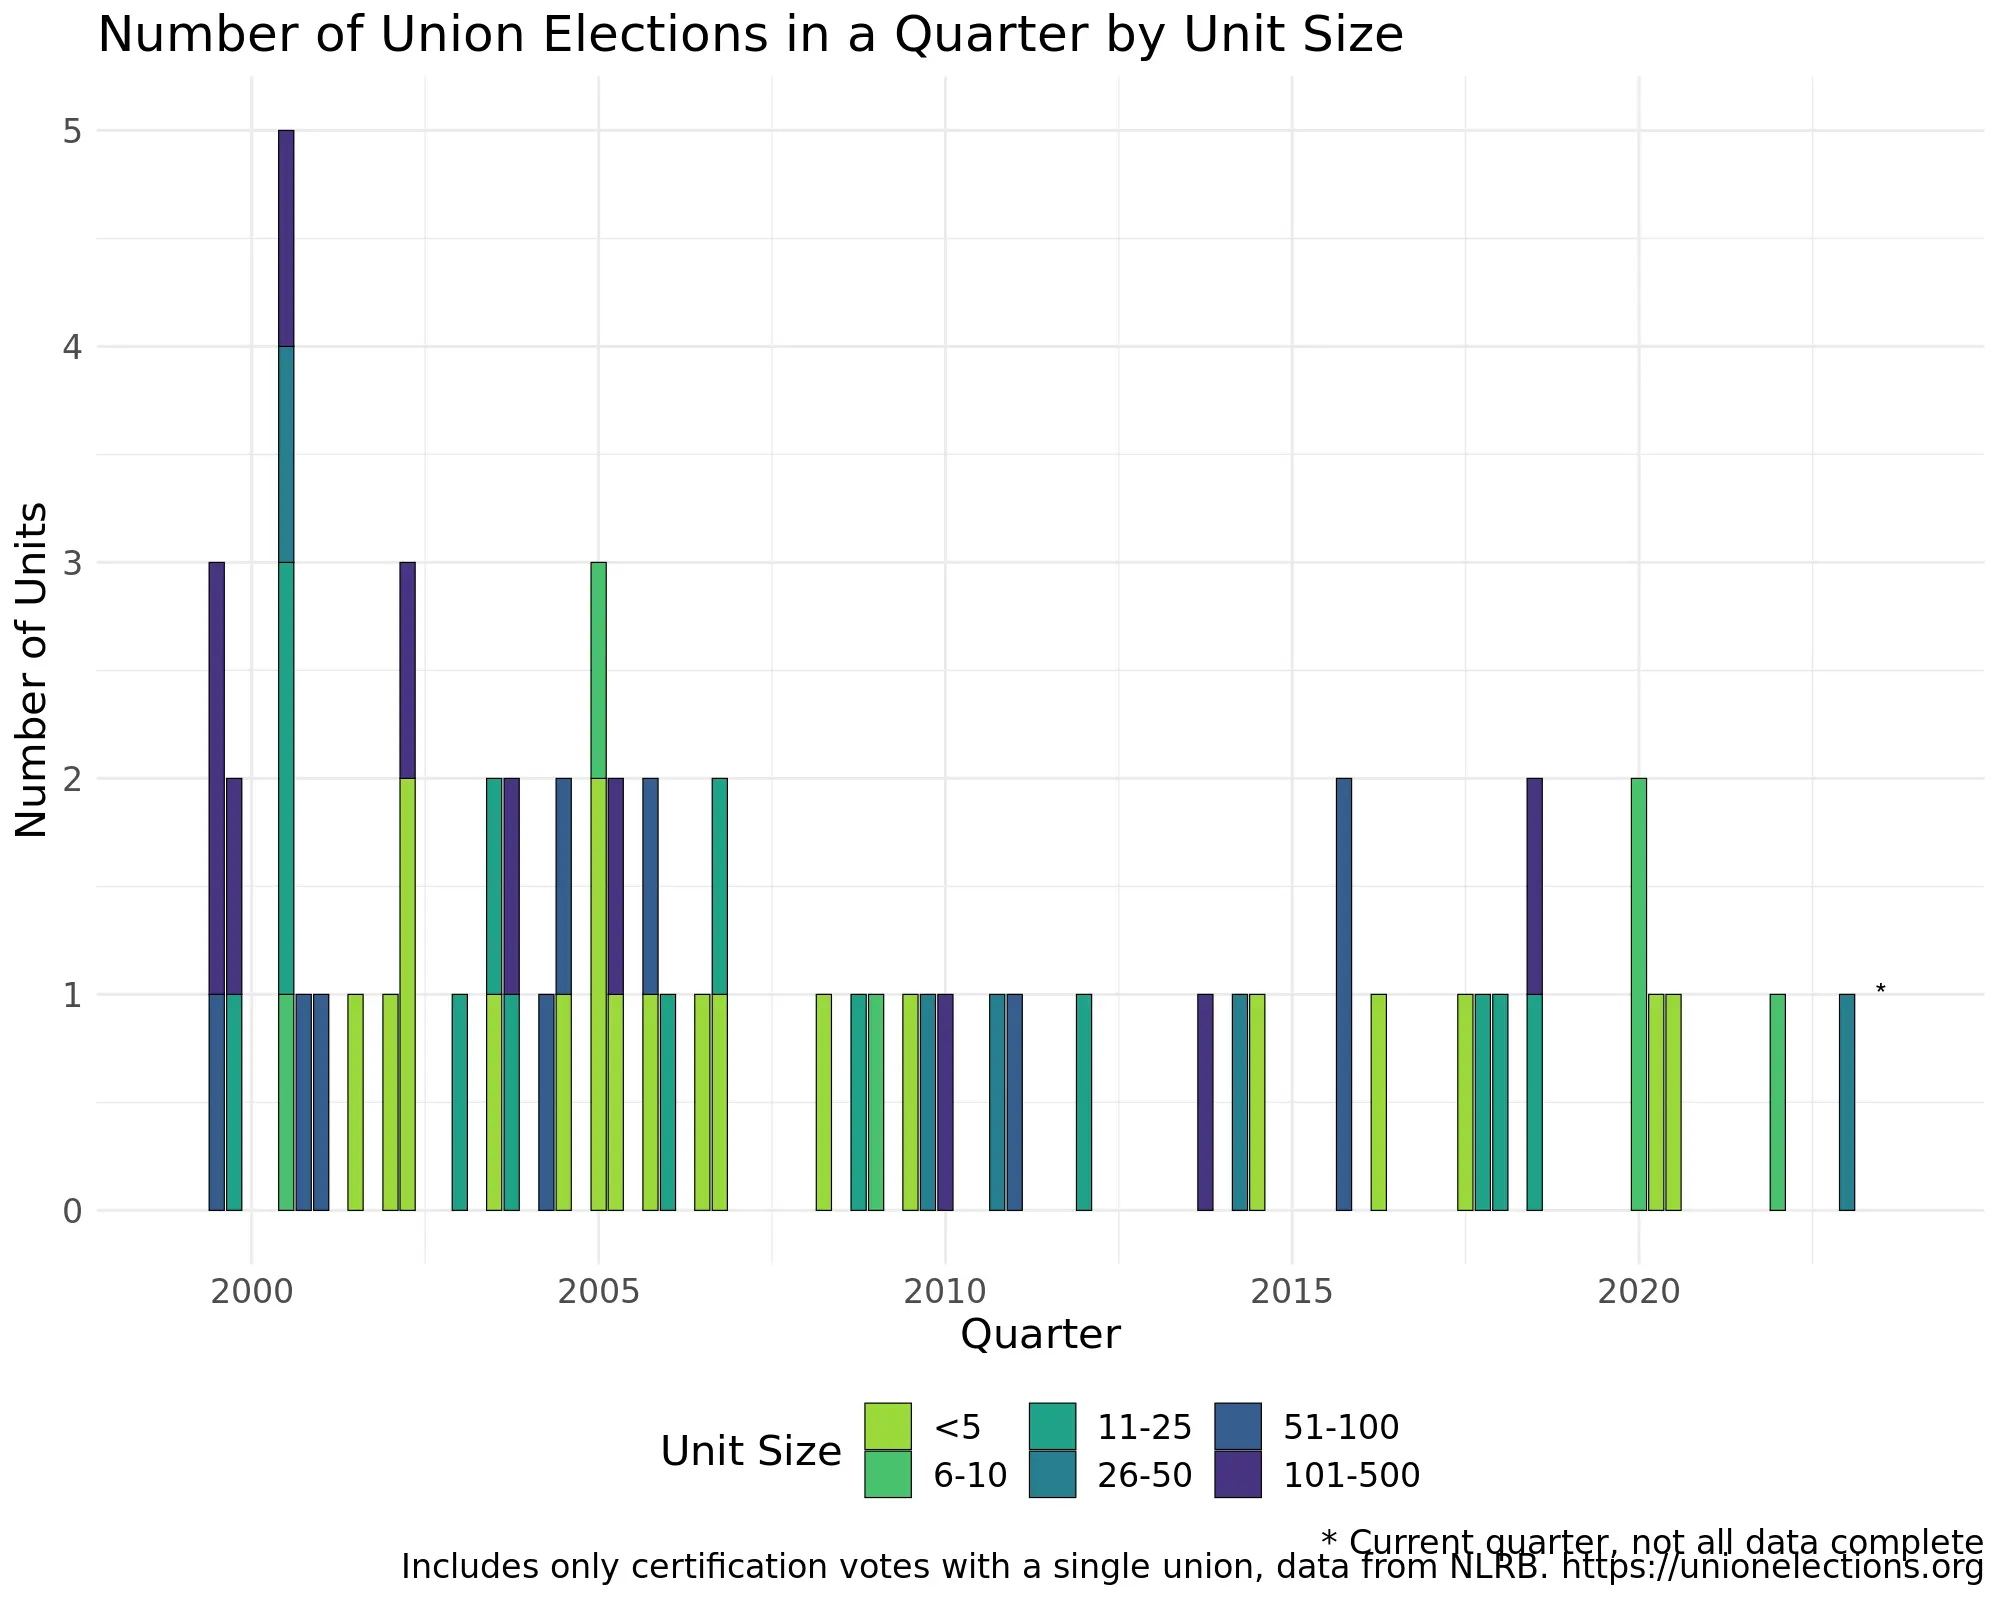 Number of Union Elections in a Quarter by Unit Size
Number of Units
5
4
3
2
1
0
*
2000 2005 2010 2015 2020
Quarter
Unit Size
<5 11-25 51-100
6-10 26-50 101-500
* Current quarter, not all data complete
Includes only certification votes with a single union, data from NLRB. https://unionelections.org